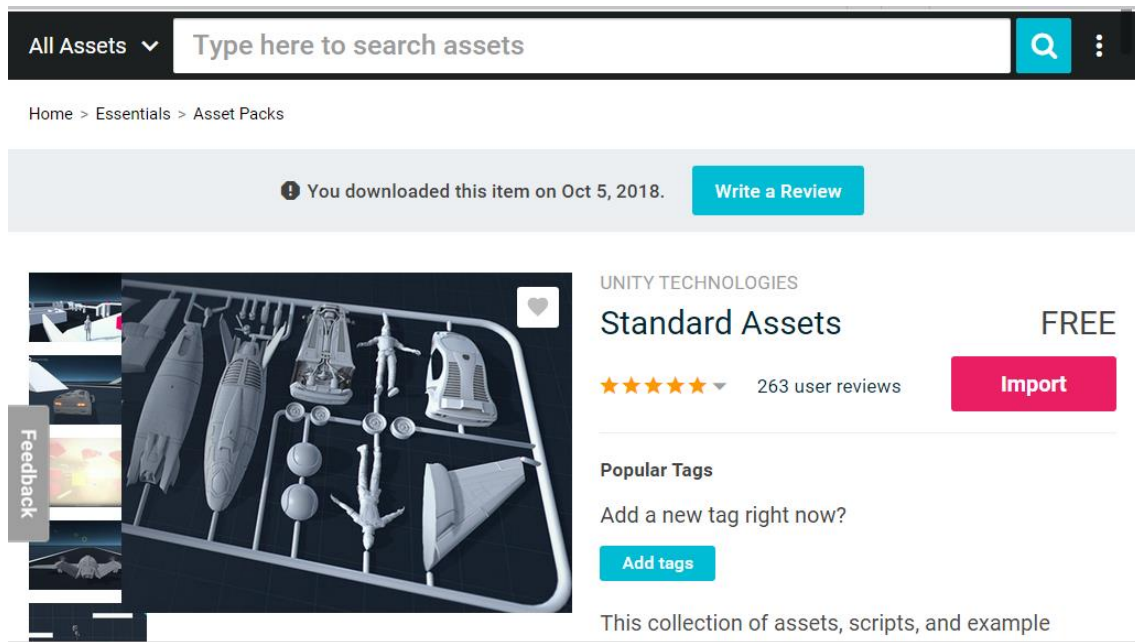 All Assets
Type here to search assets
Home > Essentials > Asset Packs
You downloaded this item on Oct 5, 2018.
Write a Review
UNITY TECHNOLOGIES
Standard Assets
FREE
263 user reviews
Import
Feedback
Popular Tags
Add a new tag right now?
Add tags
This collection of assets, scripts, and example